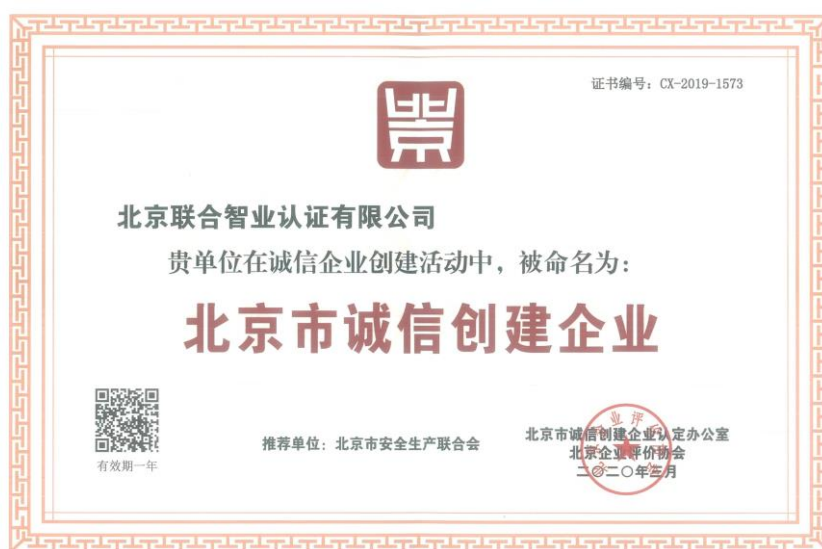 证书编号：CX-2019-1573
北京联合智业认证有限公司
贵单位在诚信企业创建活动中，被命名为：
北京市诚信创建企业
有效期一年
推荐单位：北京市安全生产联合会
北京市诚信创建企业认定办公室
北京企业评价协会
二〇二〇年三月